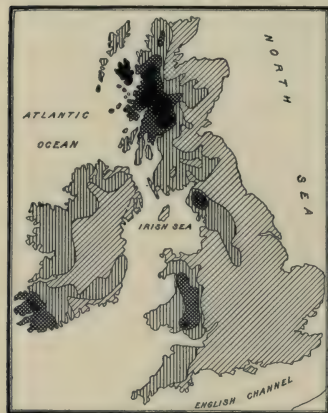 NORTH
SEA
ATLANTIC
OCEAN
IRISH SEA
ENGLISH CHANNEL